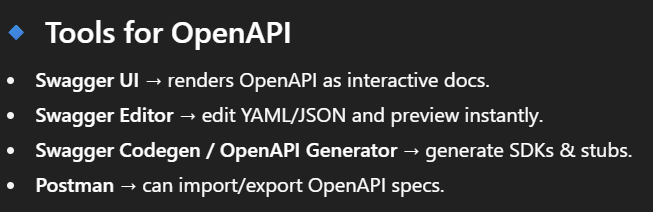 🔹 Tools for OpenAPI
• Swagger UI → renders OpenAPI as interactive docs.
• Swagger Editor → edit YAML/JSON and preview instantly.
• Swagger Codegen / OpenAPI Generator → generate SDKs & stubs.
• Postman → can import/export OpenAPI specs.